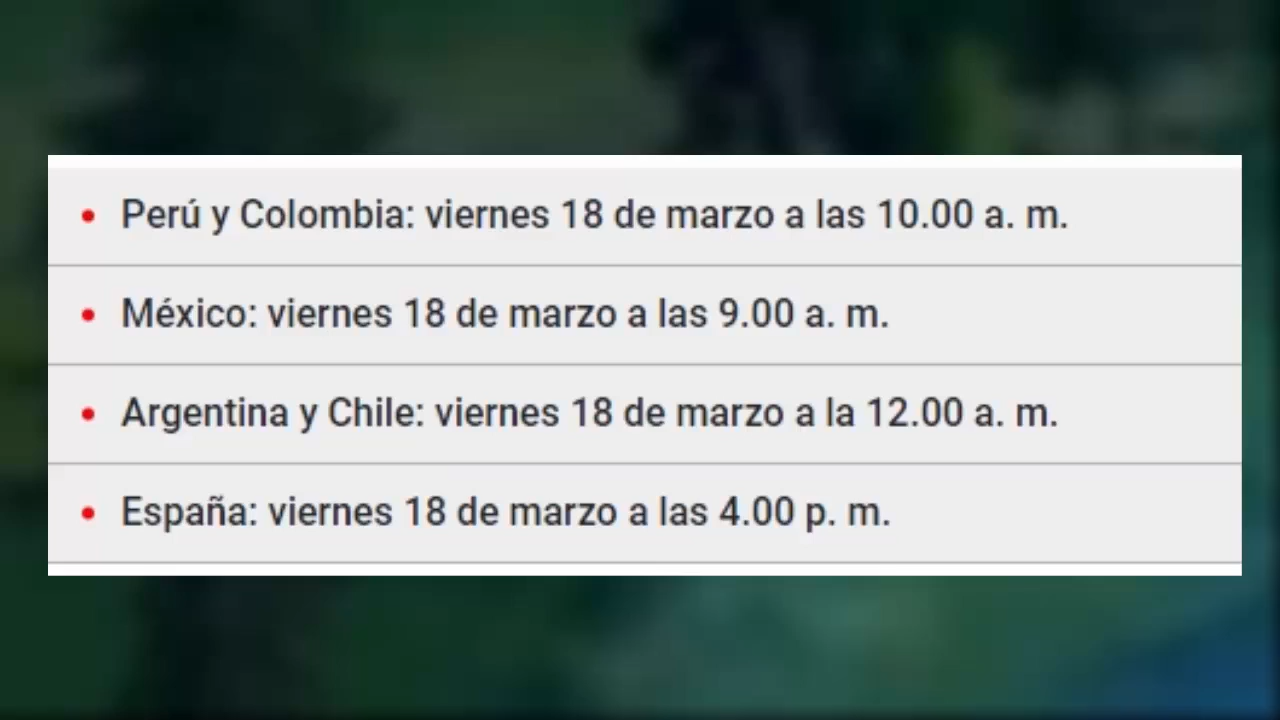 Perú y Colombia: viernes 18 de marzo a las 10.00 a. m.
México: viernes 18 de marzo a las 9.00 a. m.
Argentina y Chile: viernes 18 de marzo a la 12.00 a. m.
España: viernes 18 de marzo a las 4.00 p. m.